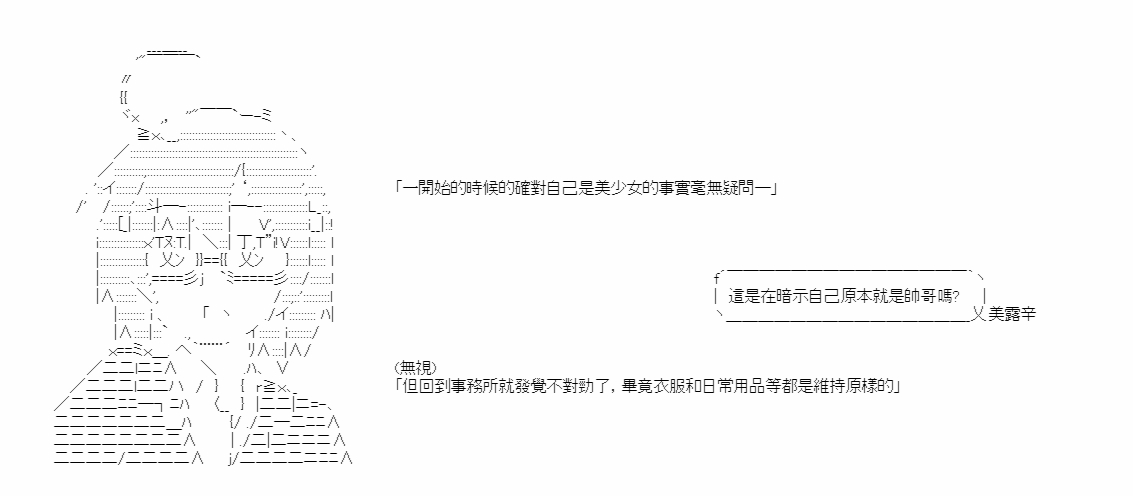 「一開始的時候的確對自己是美少女的事實毫無疑問—」
這是在暗示自己原本就是帥哥嗎?
美露辛
(無視)
「但回到事務所就發覺不對勁了, 畢竟衣服和日常用品等都是維持原樣的」